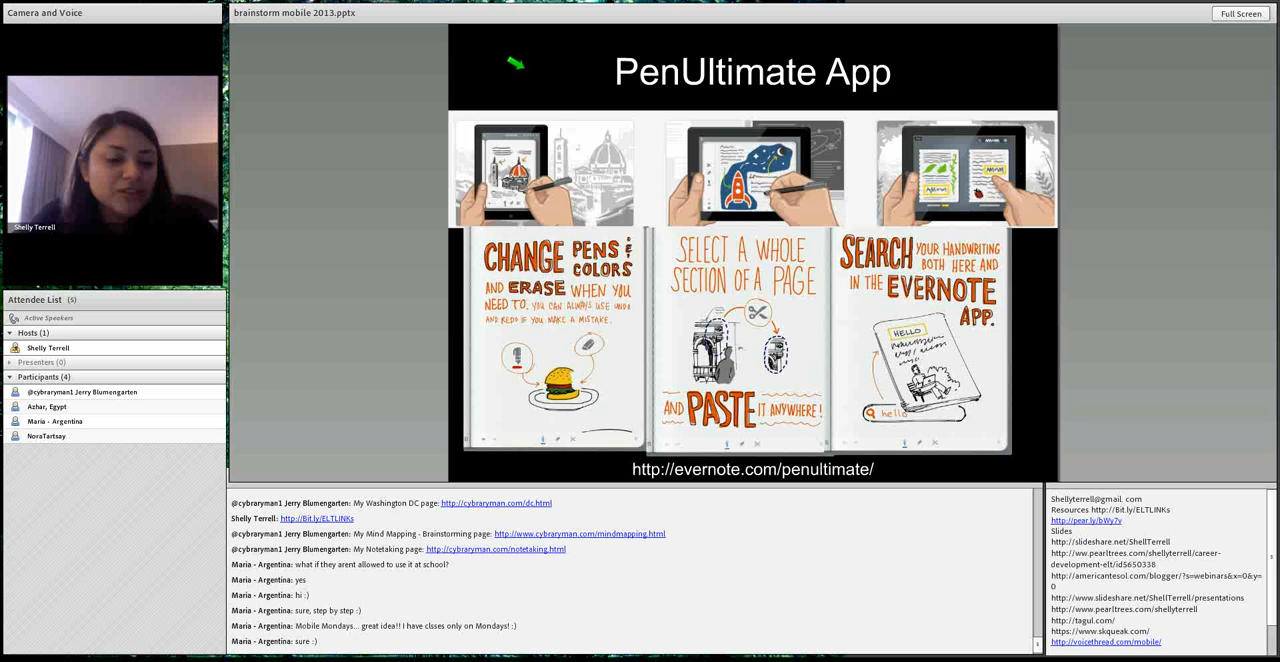 Camera and Voice
Shelly Terrell
Attendee List (5)
Active Speakers
Hosts (1)
Shelly Terrell
Presenters (0)
Participants (4)
@cybraryman1 Jerry Blumengarten
Azhar, Egypt
Maria - Argentina
NoraTartsay
brainstorm mobile 2013.pptx
Full Screen
PenUltimate App
CHANGE PENS &
COLORS
AND ERASE WHEN YOU
NEED TO. YOU CAN ALWAYS USE UNDO
AND REDO IF YOU MAKE A MISTAKE.
SELECT A WHOLE
SECTION OF A PAGE
AND PASTE IT ANYWHERE!
SEARCH YOUR HANDWRITING
BOTH HERE AND
IN THE EVERNOTE
APP.
HELLO
hello
http://evernote.com/penultimate/
@cybraryman1 Jerry Blumengarten: My Washington DC page: http://cybraryman.com/dc.html
Shelly Terrell: http://Bit.ly/ELTLINKs
@cybraryman1 Jerry Blumengarten: My Mind Mapping - Brainstorming page: http://www.cybraryman.com/mindmapping.html
@cybraryman1 Jerry Blumengarten: My Notetaking page: http://cybraryman.com/notetaking.html
Maria - Argentina: what if they arent allowed to use it at school?
Maria - Argentina: yes
Maria - Argentina: hi :)
Maria - Argentina: sure, step by step :)
Maria - Argentina: Mobile Mondays... great idea!! I have clsses only on Mondays! ;)
Maria - Argentina: sure :)
Shellyterrell@gmail. com
Resources http://Bit.ly/ELTLINKs
http://pear.ly/bWy7v
Slides
http://slideshare.net/ShellTerrell
http://ww.pearltrees.com/shellyterrell/career-
development-elt/id5650338
http://americantesol.com/blogger/?s=webinars&x=0&y=
0
http://www.slideshare.net/ShellTerrell/presentations
http://www.pearltrees.com/shellyterrell
http://tagul.com/
https://www.skqueak.com/
http://voicethread.com/mobile/